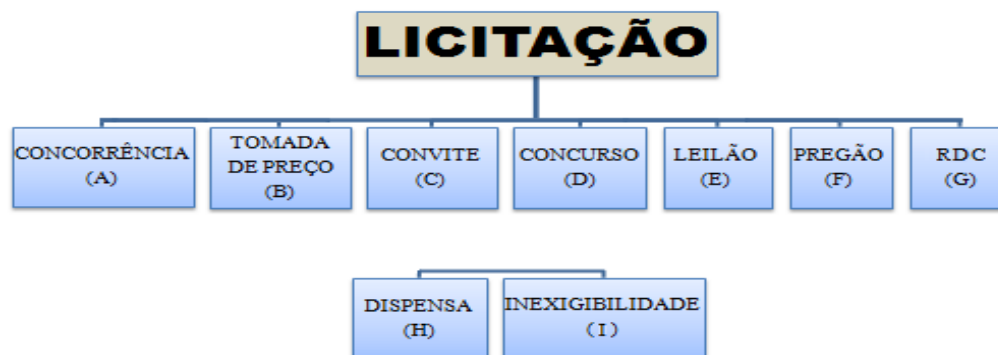 LICITAÇÃO
CONCORRÊNCIA
(A)
TOMADA
DE PREÇO
(B)
CONVITE
(C)
CONCURSO
(D)
LEILÃO
(E)
PREGÃO
(F)
RDC
(G)
DISPENSA
(H)
INEXIGIBILIDADE
( I )